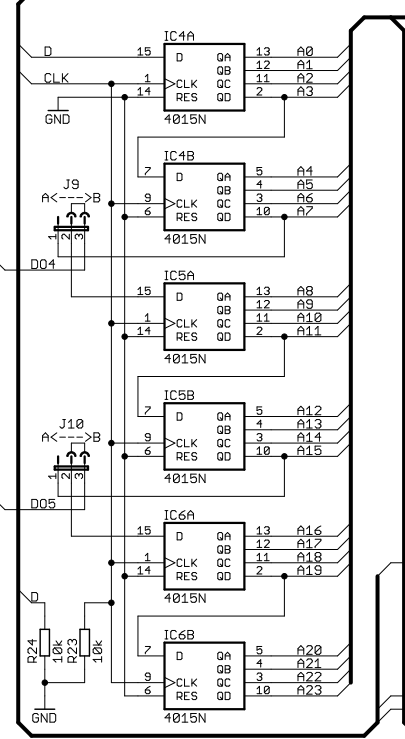 IC4A
D 15 D QA 13 A0
QB 12 A1
CLK 1 CLK QC 11 A2
14 RES QD 2 A3
GND
4015N
IC4B
7 D QA 5 A4
QB 4 A5
9 CLK QC 3 A6
6 RES QD 10 A7
4015N
J9
A<--->B
1 2 3
DO4
IC5A
15 D QA 13 A8
QB 12 A9
1 CLK QC 11 A10
14 RES QD 2 A11
4015N
IC5B
7 D QA 5 A12
QB 4 A13
9 CLK QC 3 A14
6 RES QD 10 A15
4015N
J10
A<--->B
1 2 3
DO5
IC6A
15 D QA 13 A16
QB 12 A17
1 CLK QC 11 A18
14 RES QD 2 A19
4015N
IC6B
7 D QA 5 A20
QB 4 A21
9 CLK QC 3 A22
6 RES QD 10 A23
4015N
D
R24 10k R23 10k
GND